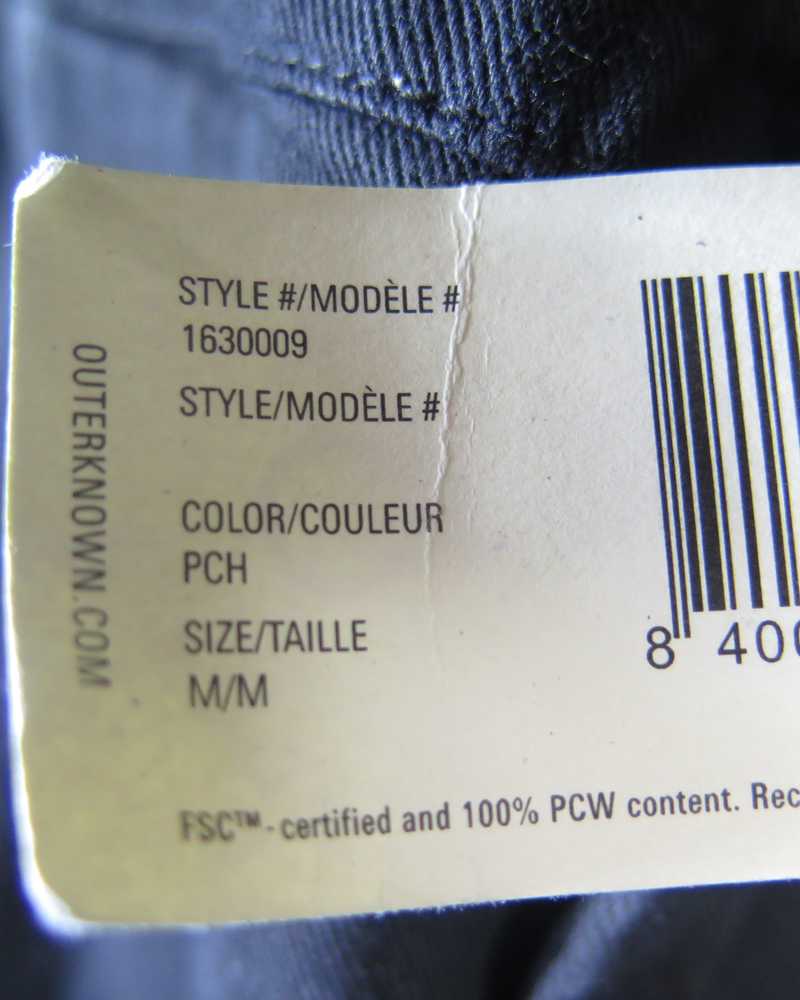 STYLE #/MODÈLE #
1630009
STYLE/MODÈLE #
COLOR/COULEUR
PCH
SIZE/TAILLE
M/M
OUTERKNOWN.COM
8 400
FSC™-certified and 100% PCW content. Rec